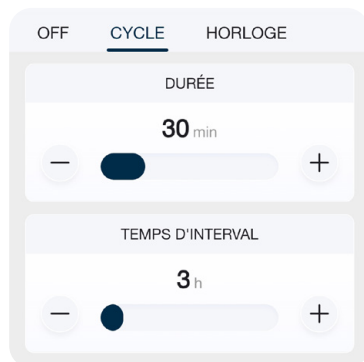 OFF CYCLE HORLOGE
DURÉE
30 min
TEMPS D'INTERVAL
3 h